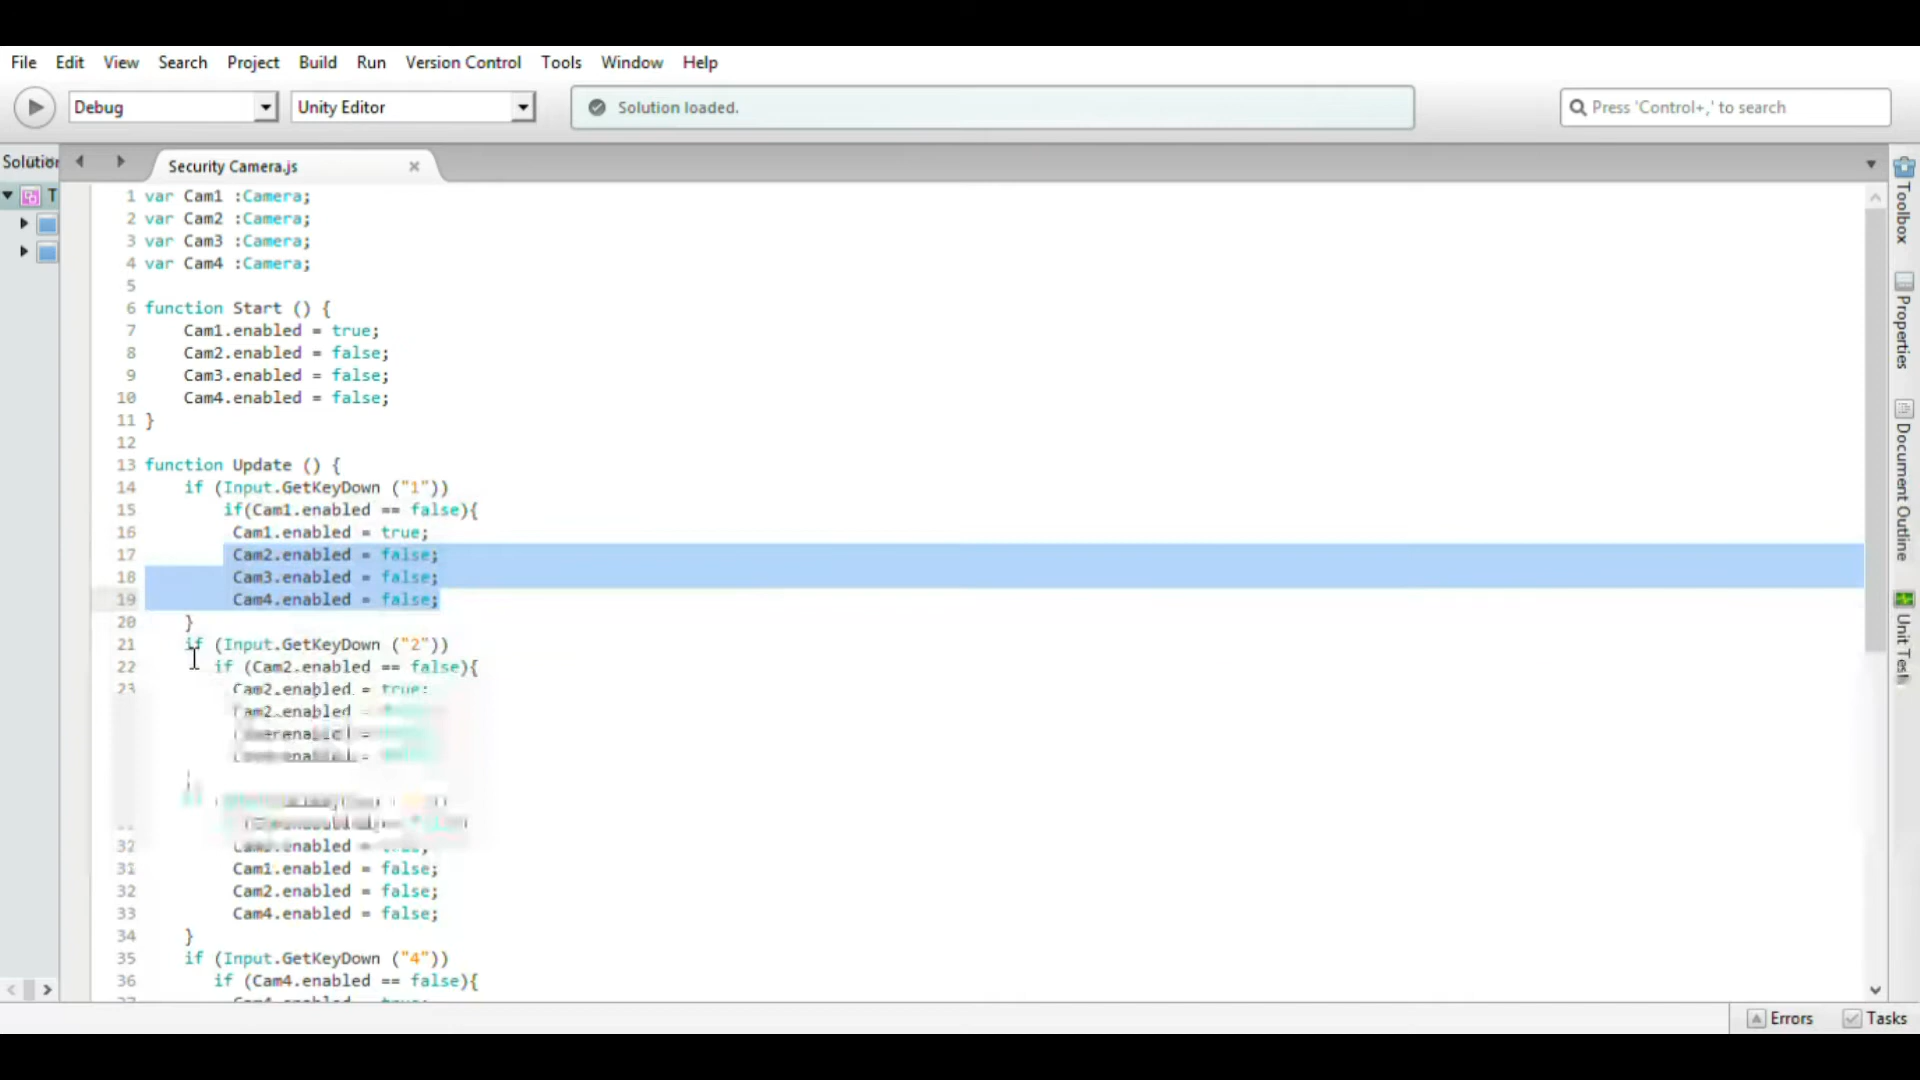 File Edit View Search Project Build Run Version Control Tools Window Help
Debug Unity Editor Solution loaded. Press 'Control+,' to search
Solution
Security Camera.js
T
1 var Cam1 :Camera;
2 var Cam2 :Camera;
3 var Cam3 :Camera;
4 var Cam4 :Camera;
5
6 function Start () {
7 Cam1.enabled = true;
8 Cam2.enabled = false;
9 Cam3.enabled = false;
10 Cam4.enabled = false;
11 }
12
13 function Update () {
14 if (Input.GetKeyDown ("1"))
15 if(Cam1.enabled == false){
16 Cam1.enabled = true;
17 Cam2.enabled = false;
18 Cam3.enabled = false;
19 Cam4.enabled = false;
20 }
21 if (Input.GetKeyDown ("2"))
22 if (Cam2.enabled == false){
23 Cam2.enabled = true;
32
31 Cam1.enabled = false;
32 Cam2.enabled = false;
33 Cam4.enabled = false;
34 }
35 if (Input.GetKeyDown ("4"))
36 if (Cam4.enabled == false){
Toolbox
Properties
Document Outline
Unit Tests
Errors Tasks